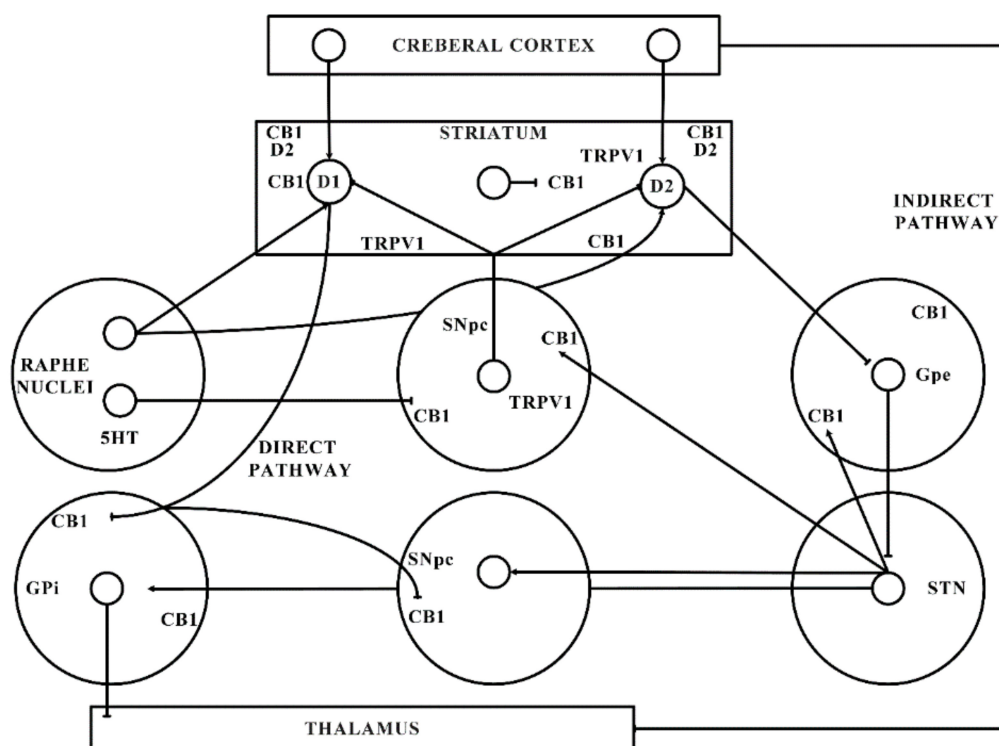 CREBERAL CORTEX
CB1
D2
STRIATUM
CB1
D2
TRPV1
CB1
D1
CB1
D2
TRPV1
CB1
INDIRECT
PATHWAY
SNpc
CB1
CB1
RAPHE
NUCLEI
Gpe
TRPV1
CB1
CB1
5HT
DIRECT
PATHWAY
CB1
SNpc
GPi
CB1
CB1
STN
THALAMUS